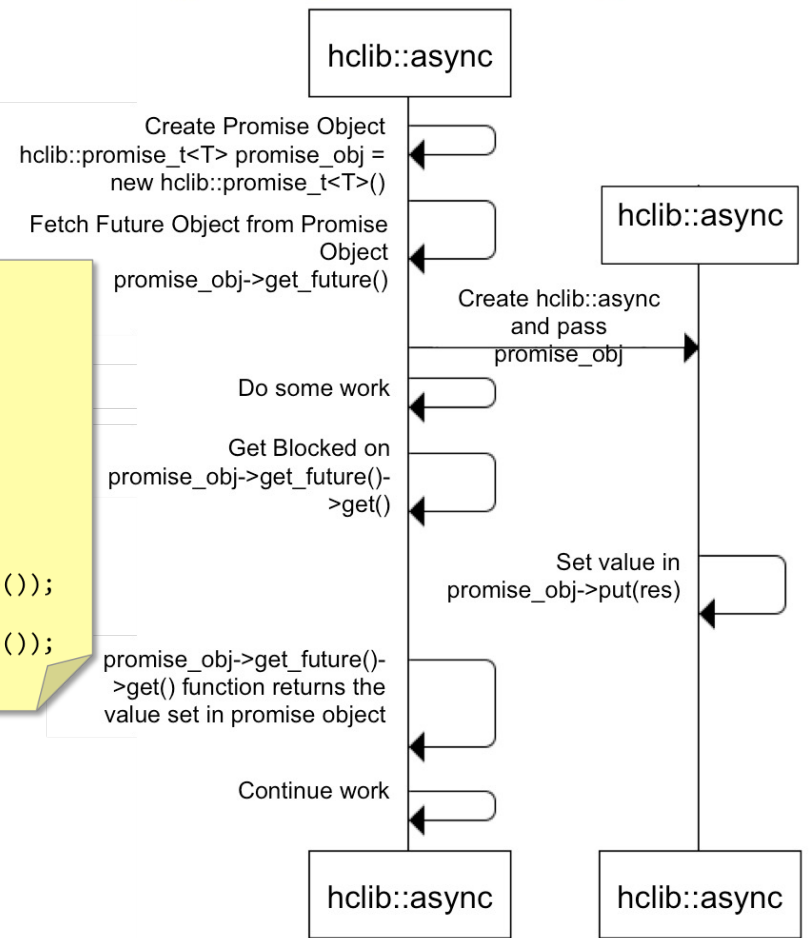 hclib::async
Create Promise Object
hclib::promise_t<T> promise_obj =
new hclib::promise_t<T>()
Fetch Future Object from Promise
Object
promise_obj->get_future()
hclib::async
Create hclib::async
and pass
promise_obj
Do some work
Get Blocked on
promise_obj->get_future()-
>get()
Set value in
promise_obj->put(res)
());
());
promise_obj->get_future()-
>get() function returns the
value set in promise object
Continue work
hclib::async
hclib::async